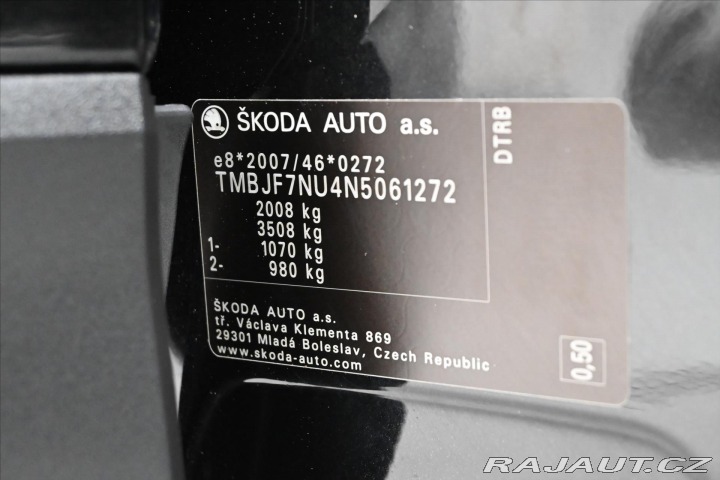 ŠKODA AUTO a.s.
DTRB
e8*2007/46*0272
TMBJF7NU4N5061272
2008 kg
3508 kg
1- 1070 kg
2- 980 kg
ŠKODA AUTO a.s.
tř. Václava Klementa 869
29301 Mladá Boleslav, Czech Republic
www.skoda-auto.com
0,50
RAJAUT.CZ